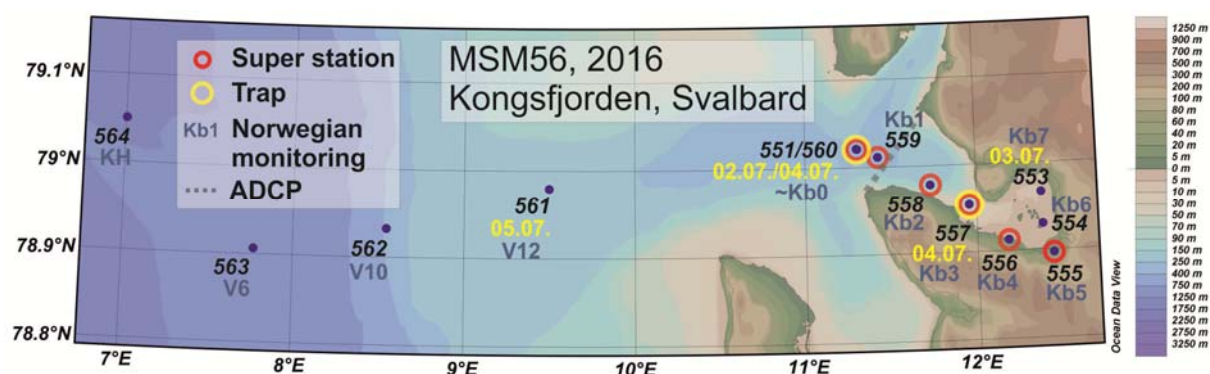 MSM56, 2016
Kongsfjorden, Svalbard
Super station
Trap
Kb1 Norwegian
monitoring
ADCP
79.1°N
79°N
78.9°N
78.8°N
7°E
8°E
9°E
10°E
11°E
12°E
564
KH
563
V6
562
V10
561
05.07.
V12
551/560
02.07./04.07.
~Kb0
Kb1
559
558
Kb2
557
04.07.
Kb3
556
Kb4
555
Kb5
Kb7
03.07.
553
Kb6
554
Ocean Data View
1250 m
900 m
700 m
500 m
300 m
200 m
100 m
80 m
60 m
40 m
20 m
5 m
0 m
5 m
10 m
30 m
50 m
70 m
90 m
150 m
250 m
400 m
750 m
1250 m
1750 m
2250 m
2750 m
3250 m